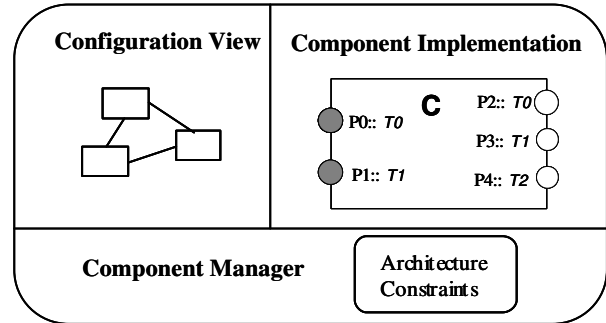 Configuration View
Component Implementation
C
P0:: T0
P1:: T1
P2:: T0
P3:: T1
P4:: T2
Component Manager
Architecture
Constraints